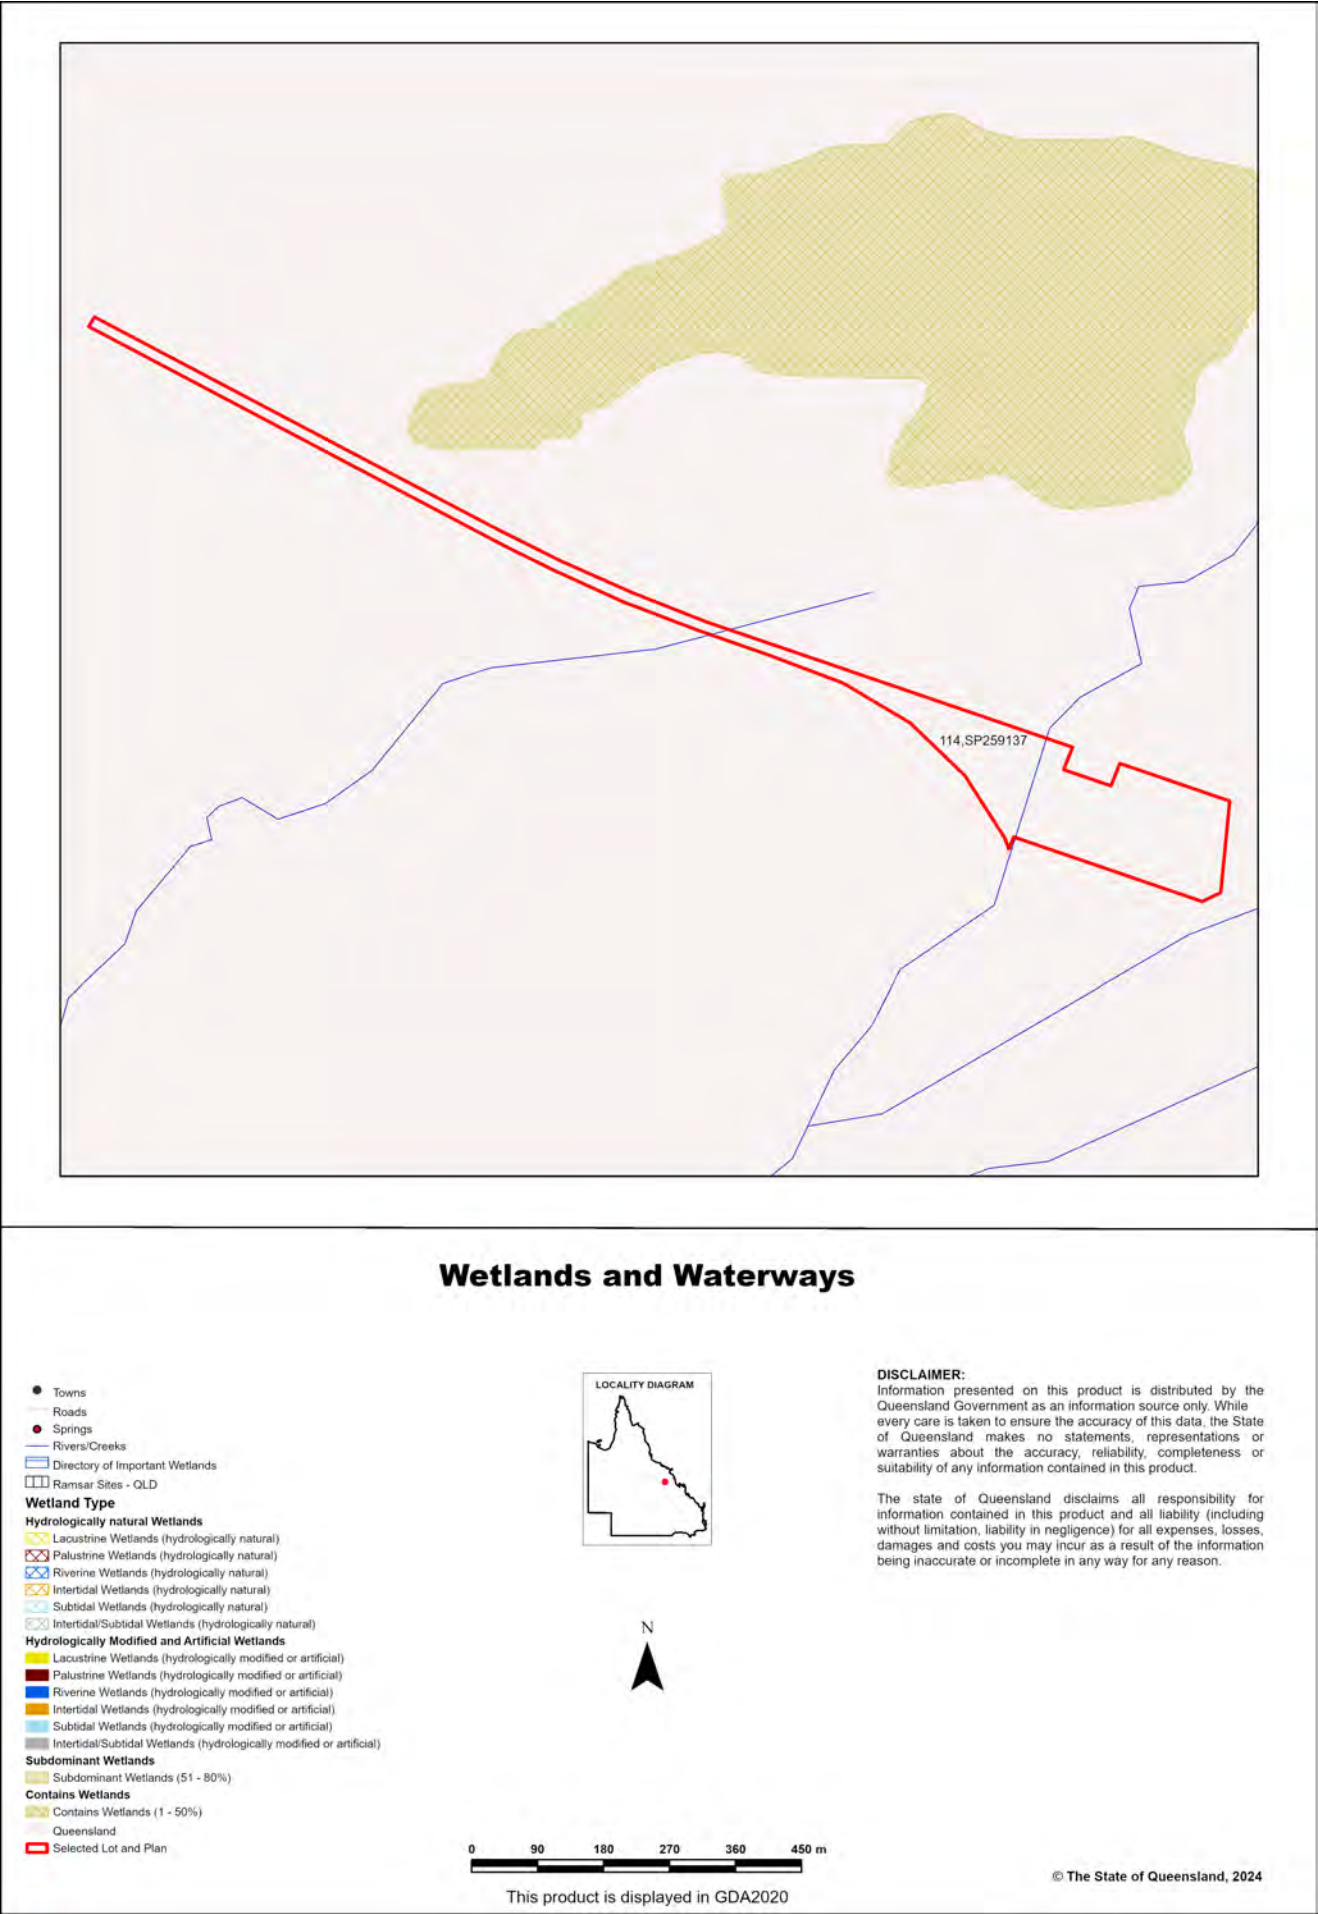 114,SP259137
Wetlands and Waterways
Towns
Roads
Springs
Rivers/Creeks
Directory of Important Wetlands
Ramsar Sites - QLD
Wetland Type
Hydrologically natural Wetlands
Lacustrine Wetlands (hydrologically natural)
Palustrine Wetlands (hydrologically natural)
Riverine Wetlands (hydrologically natural)
Intertidal Wetlands (hydrologically natural)
Subtidal Wetlands (hydrologically natural)
Intertidal/Subtidal Wetlands (hydrologically natural)
Hydrologically Modified and Artificial Wetlands
Lacustrine Wetlands (hydrologically modified or artificial)
Palustrine Wetlands (hydrologically modified or artificial)
Riverine Wetlands (hydrologically modified or artificial)
Intertidal Wetlands (hydrologically modified or artificial)
Subtidal Wetlands (hydrologically modified or artificial)
Intertidal/Subtidal Wetlands (hydrologically modified or artificial)
Subdominant Wetlands
Subdominant Wetlands (51 - 80%)
Contains Wetlands
Contains Wetlands (1 - 50%)
Queensland
Selected Lot and Plan
LOCALITY DIAGRAM
N
0 90 180 270 360 450 m
This product is displayed in GDA2020
DISCLAIMER:
Information presented on this product is distributed by the
Queensland Government as an information source only. While
every care is taken to ensure the accuracy of this data, the State
of Queensland makes no statements, representations or
warranties about the accuracy, reliability, completeness or
suitability of any information contained in this product.
The state of Queensland disclaims all responsibility for
information contained in this product and all liability (including
without limitation, liability in negligence) for all expenses, losses,
damages and costs you may incur as a result of the information
being inaccurate or incomplete in any way for any reason.
© The State of Queensland, 2024